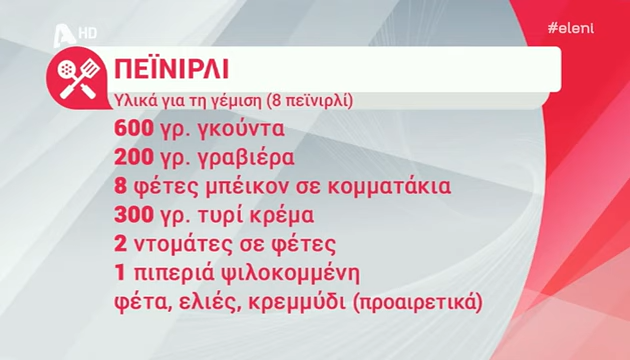 HD
#eleni
ΠΕΪΝΙΡΛΙ
Υλικά για τη γέμιση (8 πεϊνιρλί)
600 γρ. γκούντα
200 γρ. γραβιέρα
8 φέτες μπέικον σε κομματάκια
300 γρ. τυρί κρέμα
2 ντομάτες σε φέτες
1 πιπεριά ψιλοκομμένη
φέτα, ελιές, κρεμμύδι (προαιρετικά)